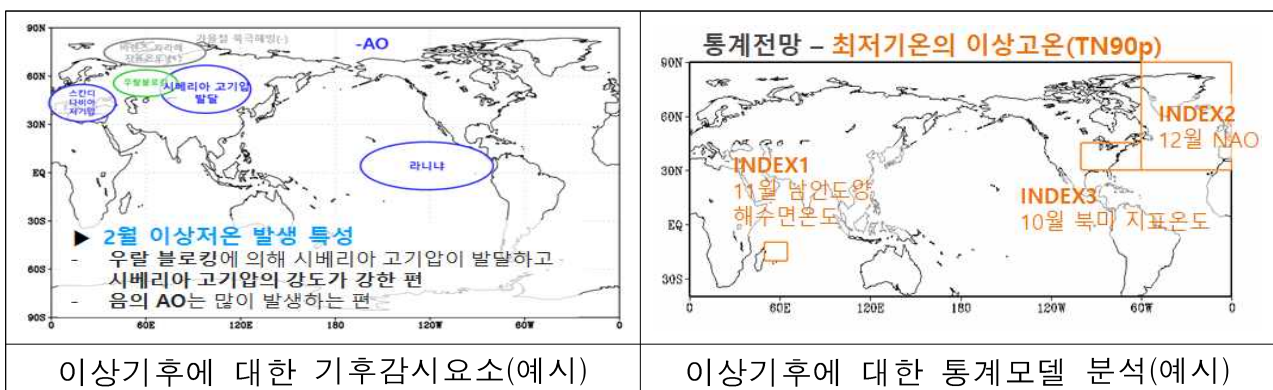 90N
60N
30N
EQ
30S
60S
90S
0
60E
120E
180
120W
60W
0
가을철 북극해빙(-)
-AO
우랄블로킹
시베리아 고기압
발달
스칸디
나비아
저기압
라니냐
▶ 2월 이상저온 발생 특성
- 우랄 블로킹에 의해 시베리아 고기압이 발달하고
시베리아 고기압의 강도가 강한 편
- 음의 AO는 많이 발생하는 편
통계전망 – 최저기온의 이상고온(TN90p)
90N
60N
30N
EQ
30S
0
60E
120E
180
120W
60W
0
INDEX2
12월 NAO
INDEX1
11월 남인도양
해수면온도
INDEX3
10월 북미 지표온도
이상기후에 대한 기후감시요소(예시)
이상기후에 대한 통계모델 분석(예시)